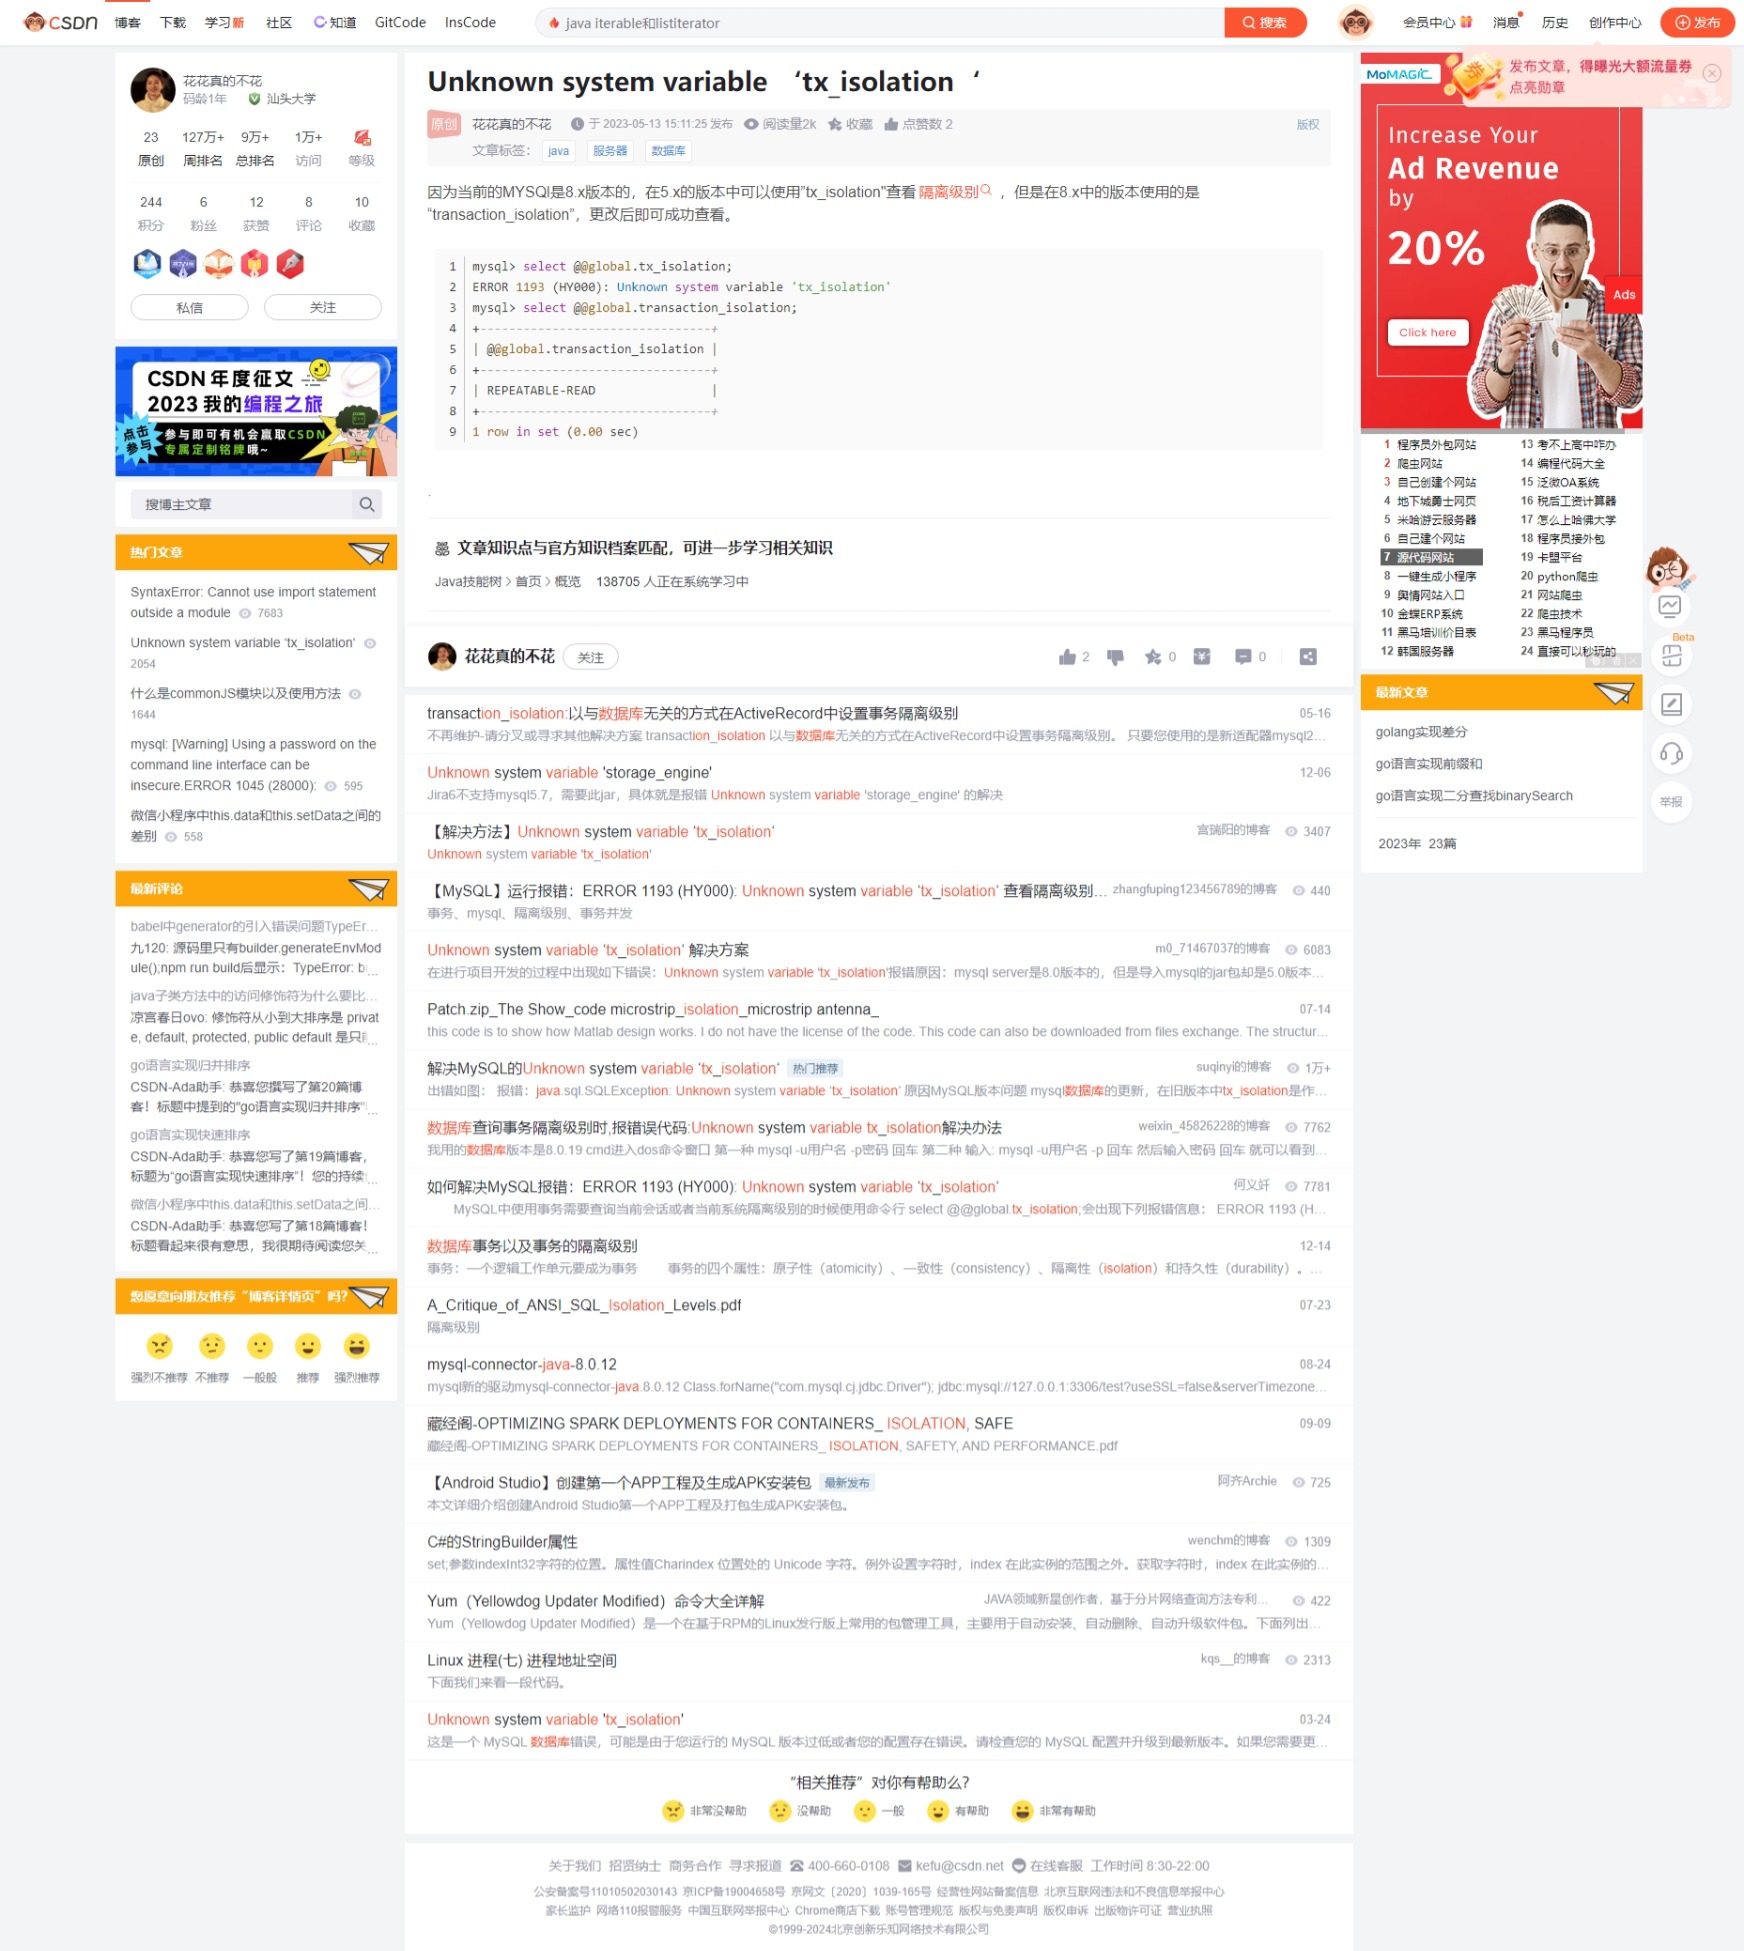 CSDN 博客 下载 学习新 社区 C知道 GitCode InsCode java iterable和listiterator 搜索 会员中心 消息 历史 创作中心 发布
花花真的不花
码龄1年 汕头大学
23 127万+ 9万+ 1万+
原创 周排名 总排名 访问 等级
244 6 12 8 10
积分 粉丝 获赞 评论 收藏
私信 关注
CSDN 年度征文
2023 我的编程之旅
点击参与
参与即可有机会赢取CSDN
专属定制铭牌哦~
搜博主文章
热门文章
SyntaxError: Cannot use import statement
outside a module 7683
Unknown system variable 'tx_isolation'
2054
什么是commonJS模块以及使用方法
1644
mysql: [Warning] Using a password on the
command line interface can be
insecure.ERROR 1045 (28000): 595
微信小程序中this.data和this.setData之间的
差别 558
最新评论
babel中generator的引入错误问题TypeEr...
九120: 源码里只有builder.generateEnvMod
ule();npm run build后显示：TypeError: b...
java子类方法中的访问修饰符为什么要比...
凉宫春日ovo: 修饰符从小到大排序是 privat
e, default, protected, public default 是只...
go语言实现归并排序
CSDN-Ada助手: 恭喜您撰写了第20篇博
客！标题中提到的“go语言实现归并排序”...
go语言实现快速排序
CSDN-Ada助手: 恭喜您写了第19篇博客，
标题为“go语言实现快速排序”！您的持续...
微信小程序中this.data和this.setData之间...
CSDN-Ada助手: 恭喜您写了第18篇博客！
标题看起来很有意思，我很期待阅读您关...
您愿意向朋友推荐“博客详情页”吗？
强烈不推荐 不推荐 一般般 推荐 强烈推荐
Unknown system variable ‘tx_isolation‘
原创 花花真的不花 于 2023-05-13 15:11:25 发布 阅读量2k 收藏 点赞数 2 版权
文章标签： java 服务器 数据库
因为当前的MYSQl是8.x版本的，在5.x的版本中可以使用”tx_isolation”查看 隔离级别 ，但是在8.x中的版本使用的是
“transaction_isolation”，更改后即可成功查看。
1 mysql> select @@global.tx_isolation;
2 ERROR 1193 (HY000): Unknown system variable 'tx_isolation'
3 mysql> select @@global.transaction_isolation;
4 +--------------------------------+
5 | @@global.transaction_isolation |
6 +--------------------------------+
7 | REPEATABLE-READ |
8 +--------------------------------+
9 1 row in set (0.00 sec)
.
文章知识点与官方知识档案匹配，可进一步学习相关知识
Java技能树 > 首页 > 概览 138705 人正在系统学习中
花花真的不花 关注 2 0 0
transaction_isolation:以与数据库无关的方式在ActiveRecord中设置事务隔离级别 05-16
不再维护-请分叉或寻求其他解决方案 transaction_isolation 以与数据库无关的方式在ActiveRecord中设置事务隔离级别。 只要您使用的是新适配器mysql2...
Unknown system variable 'storage_engine' 12-06
Jira6不支持mysql5.7，需要此jar，具体就是报错 Unknown system variable 'storage_engine' 的解决
【解决方法】Unknown system variable 'tx_isolation' 宫瑞阳的博客 3407
Unknown system variable 'tx_isolation'
【MySQL】运行报错：ERROR 1193 (HY000): Unknown system variable 'tx_isolation' 查看隔离级别... zhangfuping123456789的博客 440
事务、mysql、隔离级别、事务并发
Unknown system variable 'tx_isolation' 解决方案 m0_71467037的博客 6083
在进行项目开发的过程中出现如下错误：Unknown system variable 'tx_isolation'报错原因：mysql server是8.0版本的，但是导入mysql的jar包却是5.0版本...
Patch.zip_The Show_code microstrip_isolation_microstrip antenna_ 07-14
this code is to show how Matlab design works. I do not have the license of the code. This code can also be downloaded from files exchange. The structur...
解决MySQL的Unknown system variable 'tx_isolation' 热门推荐 suqinyi的博客 1万+
出错如图： 报错：java.sql.SQLException: Unknown system variable 'tx_isolation' 原因MySQL版本问题 mysql数据库的更新，在旧版本中tx_isolation是作...
数据库查询事务隔离级别时,报错误代码:Unknown system variable tx_isolation解决办法 weixin_45826228的博客 7762
我用的数据库版本是8.0.19 cmd进入dos命令窗口 第一种 mysql -u用户名 -p密码 回车 第二种 输入: mysql -u用户名 -p 回车 然后输入密码 回车 就可以看到...
如何解决MySQL报错：ERROR 1193 (HY000): Unknown system variable 'tx_isolation' 何义奸 7781
MySQL中使用事务需要查询当前会话或者当前系统隔离级别的时候使用命令行 select @@global.tx_isolation;会出现下列报错信息： ERROR 1193 (H...
数据库事务以及事务的隔离级别 12-14
事务：一个逻辑工作单元要成为事务 事务的四个属性：原子性（atomicity）、一致性（consistency）、隔离性（isolation）和持久性（durability）。...
A_Critique_of_ANSI_SQL_Isolation_Levels.pdf 07-23
隔离级别
mysql-connector-java-8.0.12 08-24
mysql新的驱动mysql-connector-java.8.0.12 Class.forName("com.mysql.cj.jdbc.Driver"); jdbc:mysql://127.0.0.1:3306/test?useSSL=false&serverTimezone...
藏经阁-OPTIMIZING SPARK DEPLOYMENTS FOR CONTAINERS_ ISOLATION, SAFE 09-09
藏经阁-OPTIMIZING SPARK DEPLOYMENTS FOR CONTAINERS_ ISOLATION, SAFETY, AND PERFORMANCE.pdf
【Android Studio】创建第一个APP工程及生成APK安装包 最新发布 阿齐Archie 725
本文详细介绍创建Android Studio第一个APP工程及打包生成APK安装包。
C#的StringBuilder属性 wenchm的博客 1309
set;参数indexInt32字符的位置。属性值Charindex 位置处的 Unicode 字符。例外设置字符时，index 在此实例的范围之外。获取字符时，index 在此实例的...
Yum（Yellowdog Updater Modified）命令大全详解 JAVA领域新星创作者，基于分片网络查询方法专利... 422
Yum（Yellowdog Updater Modified）是一个在基于RPM的Linux发行版上常用的包管理工具，主要用于自动安装、自动删除、自动升级软件包。下面列出...
Linux 进程(七) 进程地址空间 kqs__的博客 2313
下面我们来看一段代码。
Unknown system variable 'tx_isolation' 03-24
这是一个 MySQL 数据库错误，可能是由于您运行的 MySQL 版本过低或者您的配置存在错误。请检查您的 MySQL 配置并升级到最新版本。如果您需要更...
“相关推荐”对你有帮助么？
非常没帮助 没帮助 一般 有帮助 非常有帮助
关于我们 招贤纳士 商务合作 寻求报道 400-660-0108 kefu@csdn.net 在线客服 工作时间 8:30-22:00
公安备案号11010502030143 京ICP备19004658号 京网文〔2020〕1039-165号 经营性网站备案信息 北京互联网违法和不良信息举报中心
家长监护 网络110报警服务 中国互联网举报中心 Chrome商店下载 账号管理规范 版权与免责声明 版权申诉 出版物许可证 营业执照
©1999-2024北京创新乐知网络技术有限公司
MOMAGIC
发布文章，得曝光大额流量券
点亮勋章
Increase Your
Ad Revenue
by
20%
Ads
Click here
1 程序员外包网站 13 考不上高中咋办
2 爬虫网站 14 编程代码大全
3 自己创建个网站 15 泛微OA系统
4 地下城勇士网页 16 税后工资计算器
5 米哈游云服务器 17 怎么上哈佛大学
6 自己建个网站 18 程序员接外包
7 源代码网站 19 卡盟平台
8 一键生成小程序 20 python爬虫
9 舆情网站入口 21 网站爬虫
10 金蝶ERP系统 22 爬虫技术
11 黑马培训价目表 23 黑马程序员
12 韩国服务器 24 直接可以秒玩的
Beta
举报
最新文章
golang实现差分
go语言实现前缀和
go语言实现二分查找binarySearch
2023年 23篇